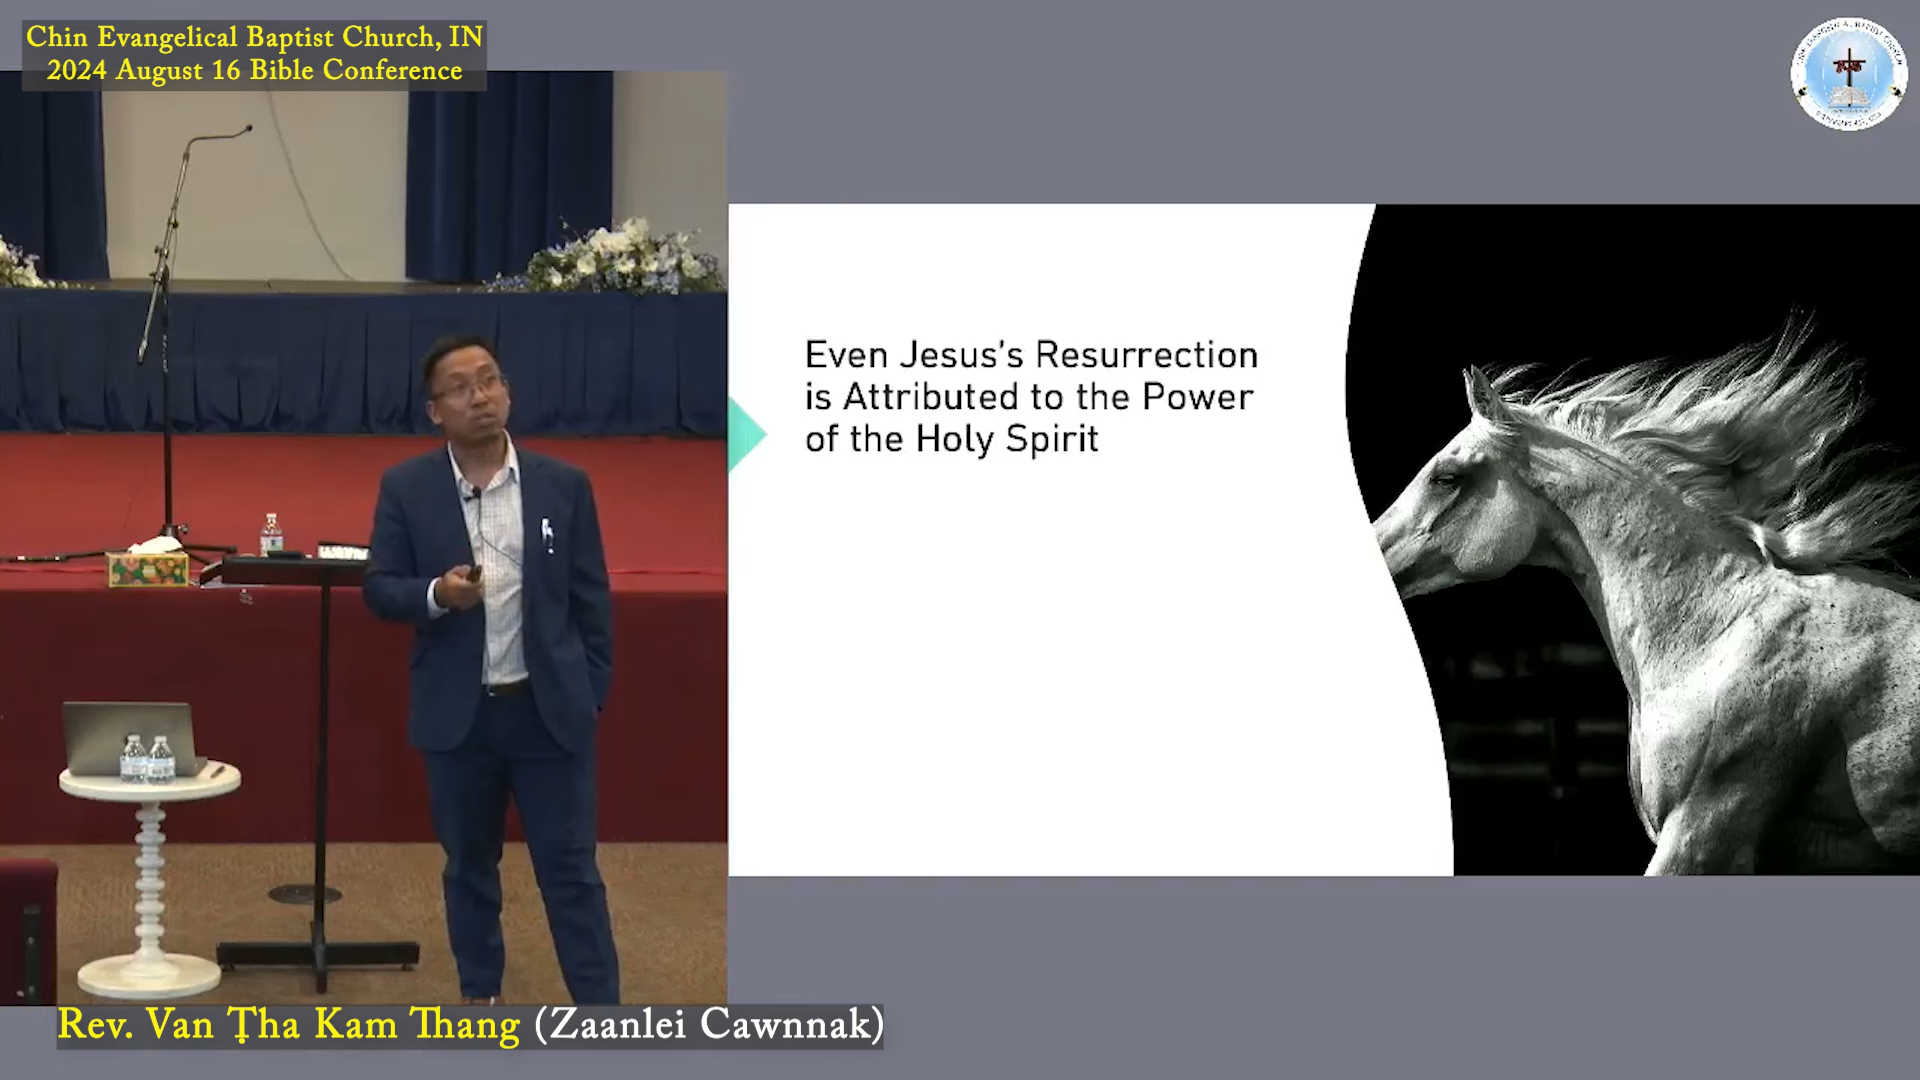 Chin Evangelical Baptist Church, IN
2024 August 16 Bible Conference
Even Jesus's Resurrection
is Attributed to the Power
of the Holy Spirit
Rev. Van Ṭha Kam Thang (Zaanlei Cawnnak)